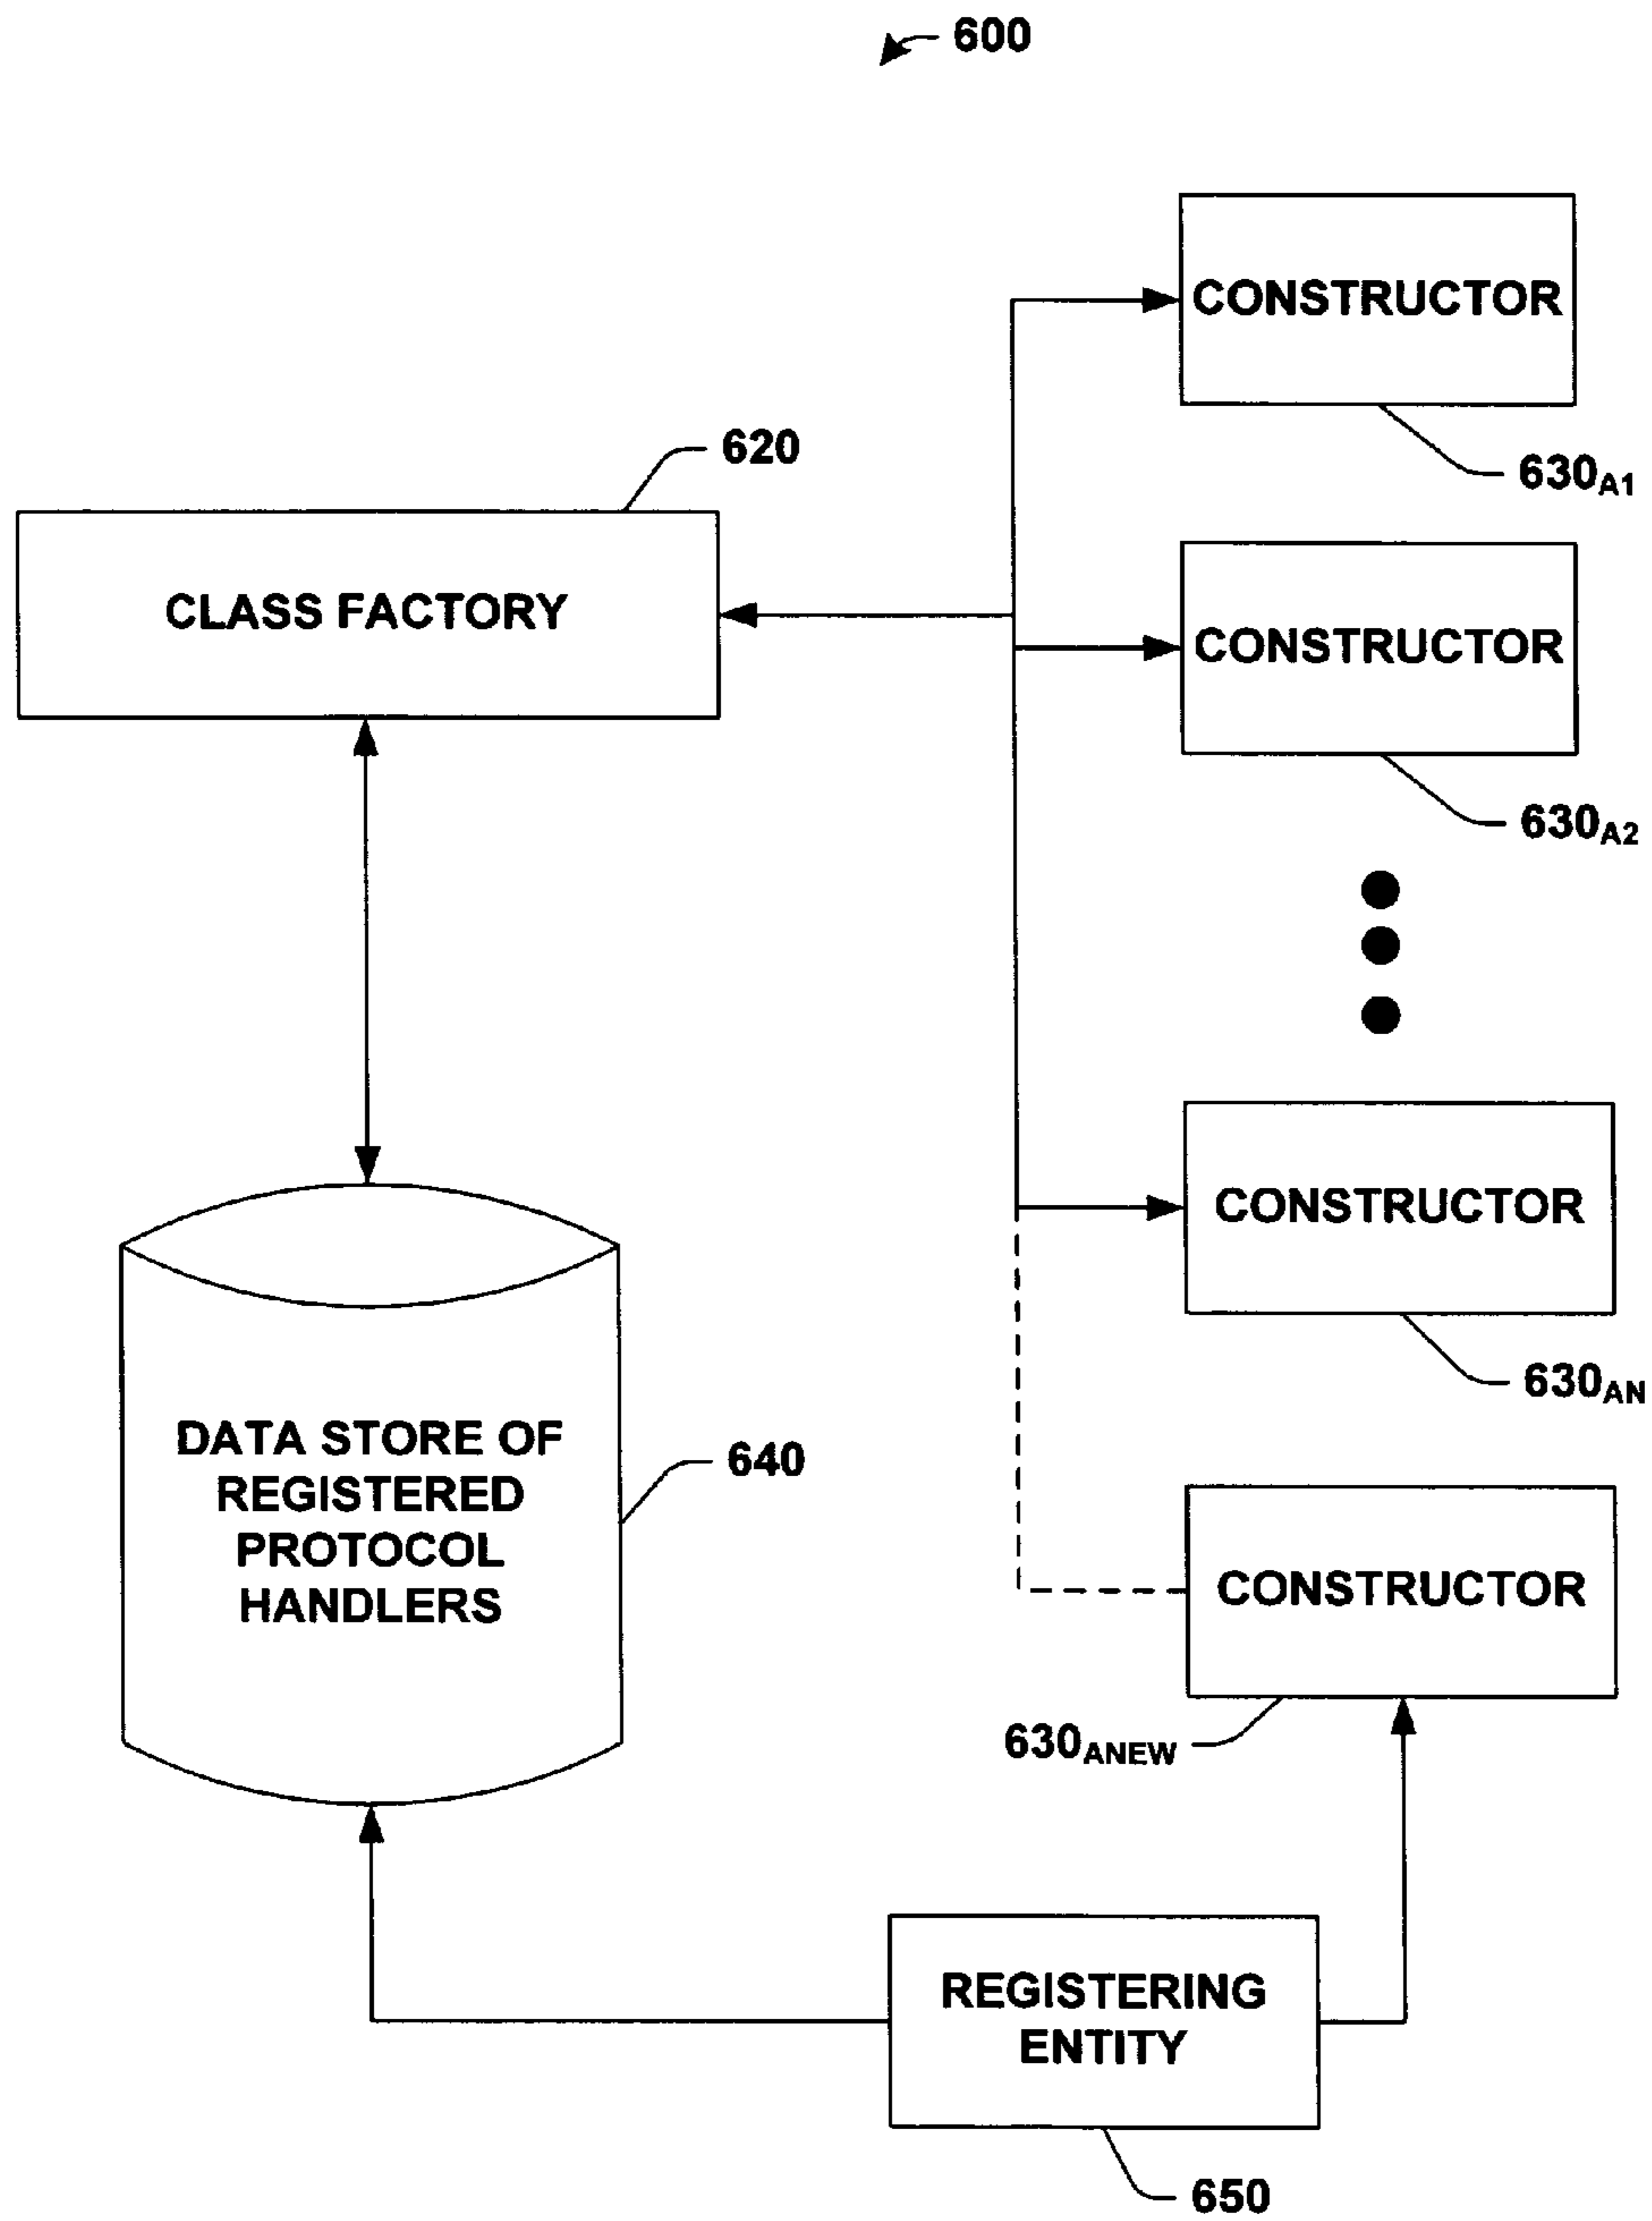 600
CONSTRUCTOR
630A1
620
CLASS FACTORY
CONSTRUCTOR
630A2
CONSTRUCTOR
630AN
DATA STORE OF
REGISTERED
PROTOCOL
HANDLERS
640
CONSTRUCTOR
630ANEW
REGISTERING
ENTITY
650